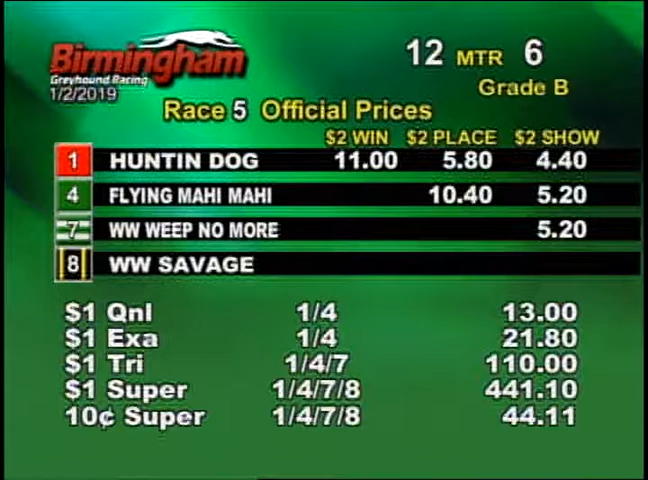 Birmingham
Greyhound Racing
1/2/2019
12 MTR 6
Grade B
Race 5 Official Prices
$2 WIN $2 PLACE $2 SHOW
1 HUNTIN DOG 11.00 5.80 4.40
4 FLYING MAHI MAHI 10.40 5.20
7 WW WEEP NO MORE 5.20
8 WW SAVAGE
$1 Qnl 1/4 13.00
$1 Exa 1/4 21.80
$1 Tri 1/4/7 110.00
$1 Super 1/4/7/8 441.10
10¢ Super 1/4/7/8 44.11